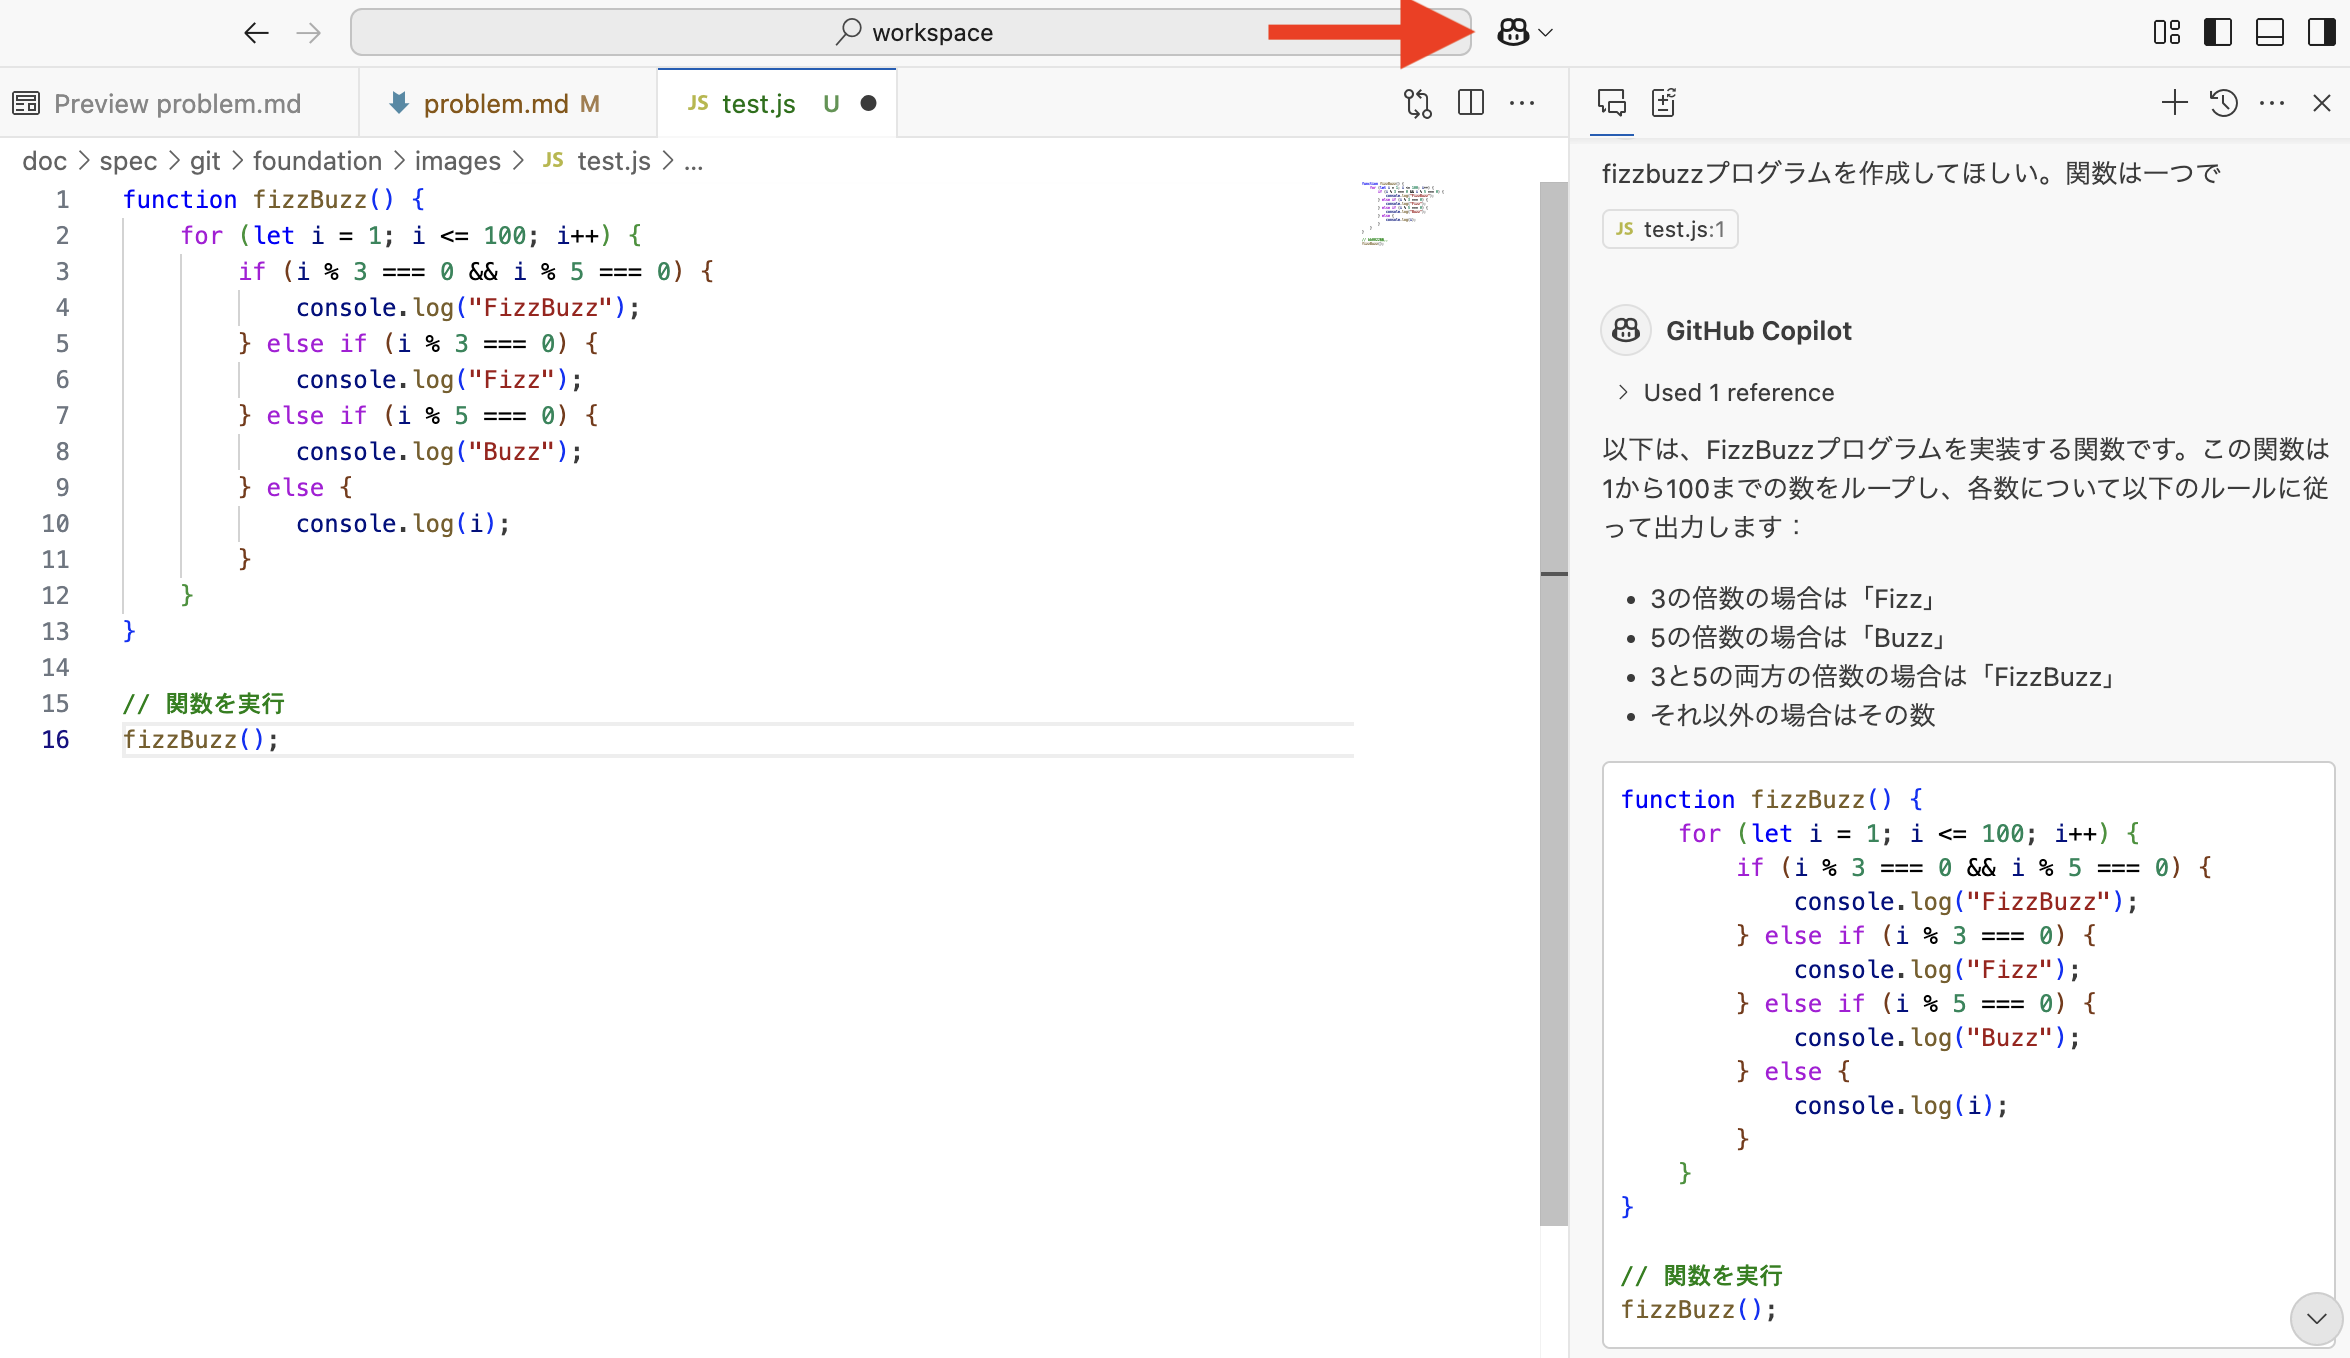 workspace
Preview problem.md
problem.md M
JS test.js U
doc > spec > git > foundation > images > JS test.js > ...
1 function fizzBuzz() {
2     for (let i = 1; i <= 100; i++) {
3         if (i % 3 === 0 && i % 5 === 0) {
4             console.log("FizzBuzz");
5         } else if (i % 3 === 0) {
6             console.log("Fizz");
7         } else if (i % 5 === 0) {
8             console.log("Buzz");
9         } else {
10             console.log(i);
11         }
12     }
13 }
14
15 // 関数を実行
16 fizzBuzz();
fizzbuzzプログラムを作成してほしい。関数は一つで
JS test.js:1
GitHub Copilot
> Used 1 reference
以下は、FizzBuzzプログラムを実装する関数です。この関数は
1から100までの数をループし、各数について以下のルールに従
って出力します：
• 3の倍数の場合は「Fizz」
• 5の倍数の場合は「Buzz」
• 3と5の両方の倍数の場合は「FizzBuzz」
• それ以外の場合はその数
function fizzBuzz() {
    for (let i = 1; i <= 100; i++) {
        if (i % 3 === 0 && i % 5 === 0) {
            console.log("FizzBuzz");
        } else if (i % 3 === 0) {
            console.log("Fizz");
        } else if (i % 5 === 0) {
            console.log("Buzz");
        } else {
            console.log(i);
        }
    }
}
// 関数を実行
fizzBuzz();